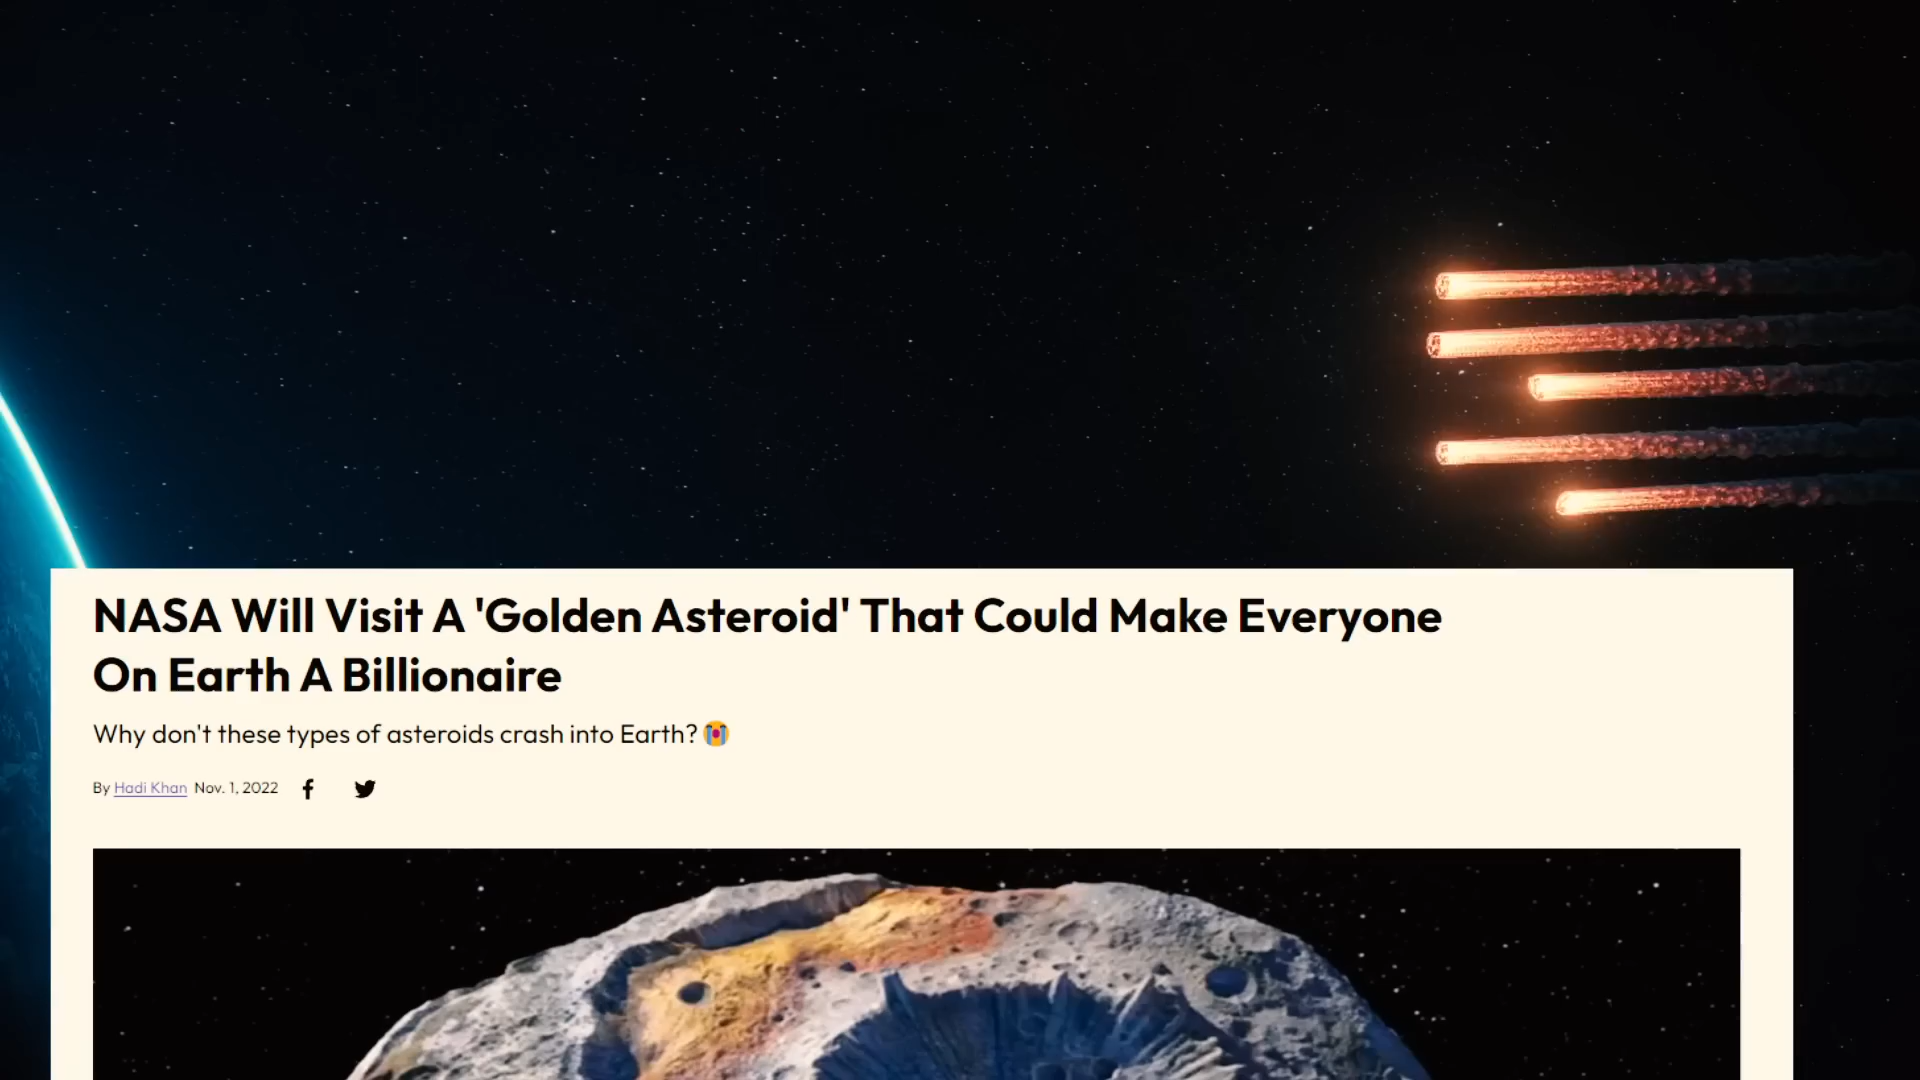 NASA Will Visit A 'Golden Asteroid' That Could Make Everyone
On Earth A Billionaire
Why don't these types of asteroids crash into Earth? 😭
By Hadi Khan Nov. 1, 2022